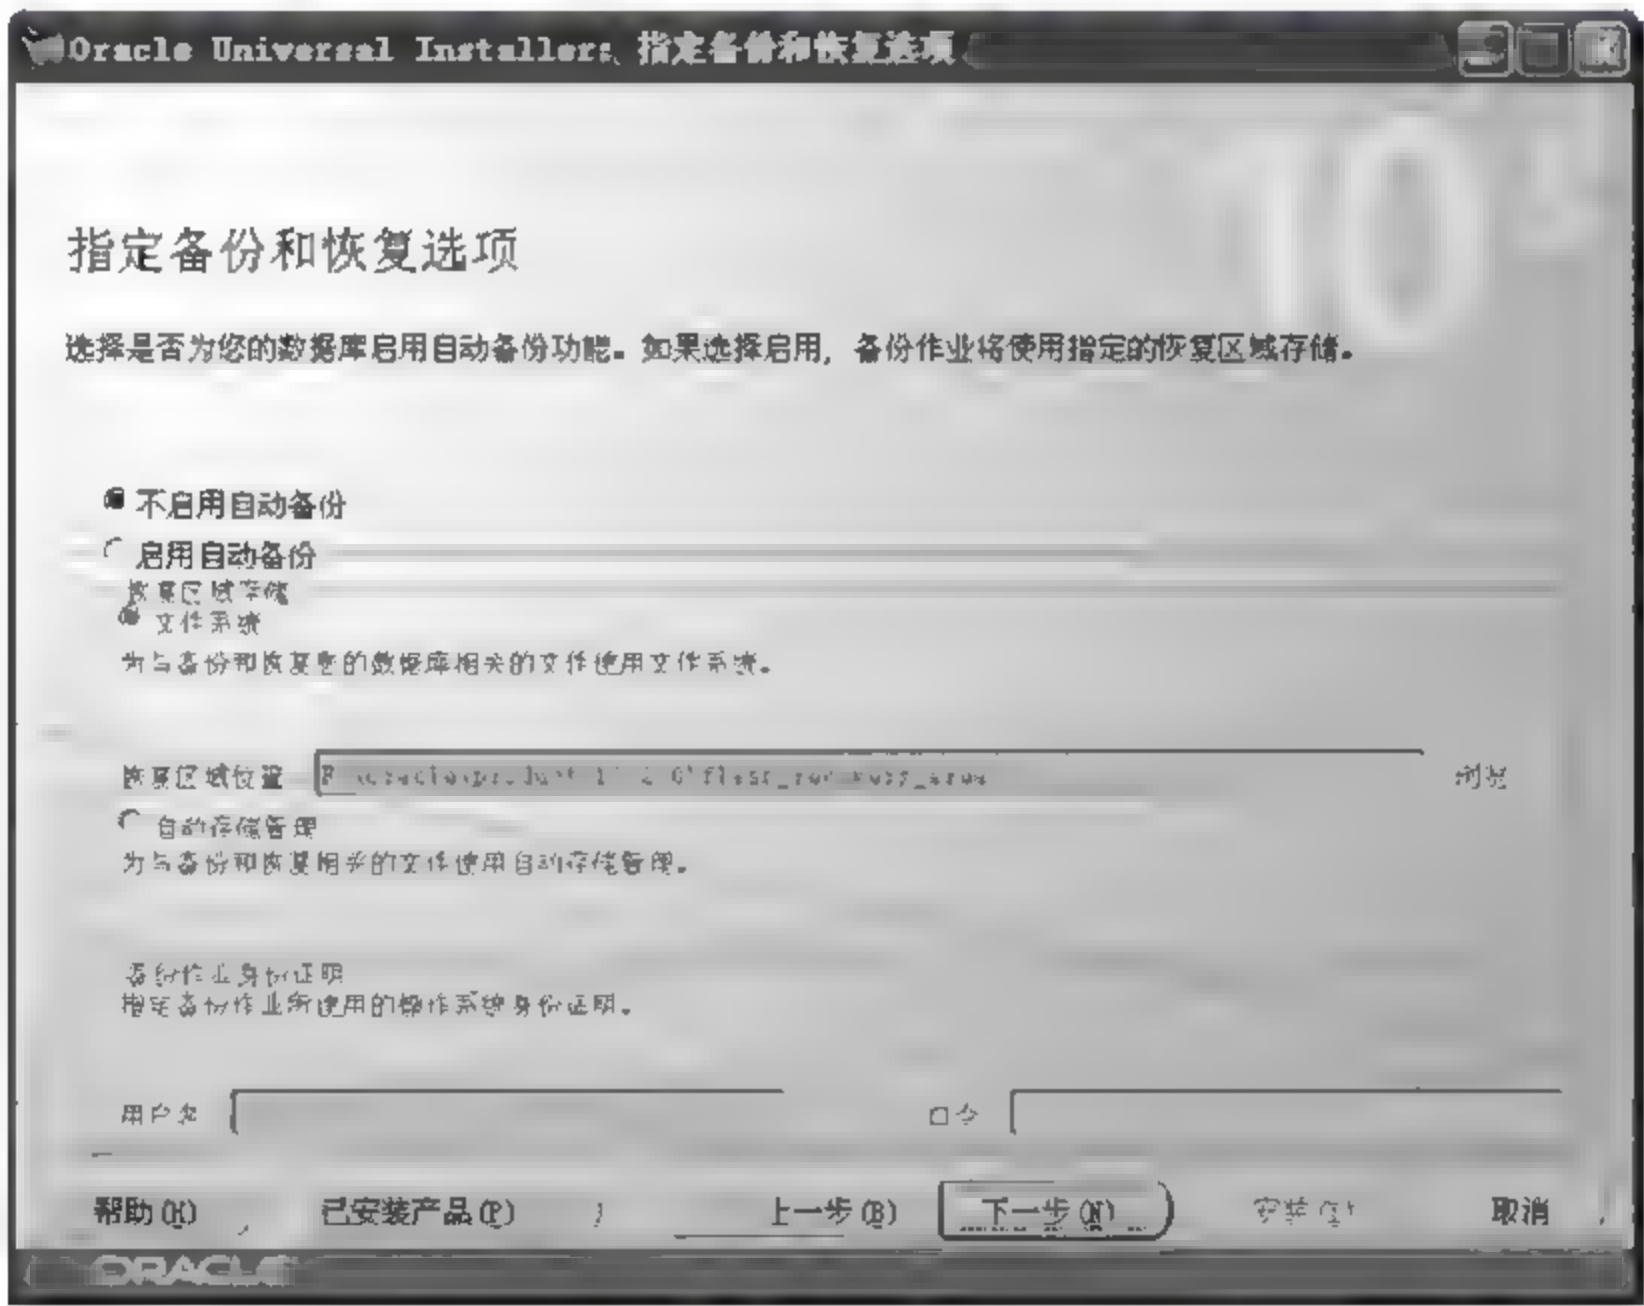 Oracle Universal Installer: 指定备份和恢复选项
10
指定备份和恢复选项
选择是否为您的数据库启用自动备份功能。如果选择启用，备份作业将使用指定的恢复区域存储。
不启用自动备份
启用自动备份
恢复区域存储
文件系统
为与备份和恢复您的数据库相关的文件使用文件系统。
恢复区域位置 浏览
自动存储管理
为与备份和恢复相关的文件使用自动存储管理。
备份作业身份证明
指定备份作业所使用的操作系统身份证明。
用户名 口令
帮助(H) 已安装产品(P) 上一步(B) 下一步(N) 安装(I) 取消
ORACLE